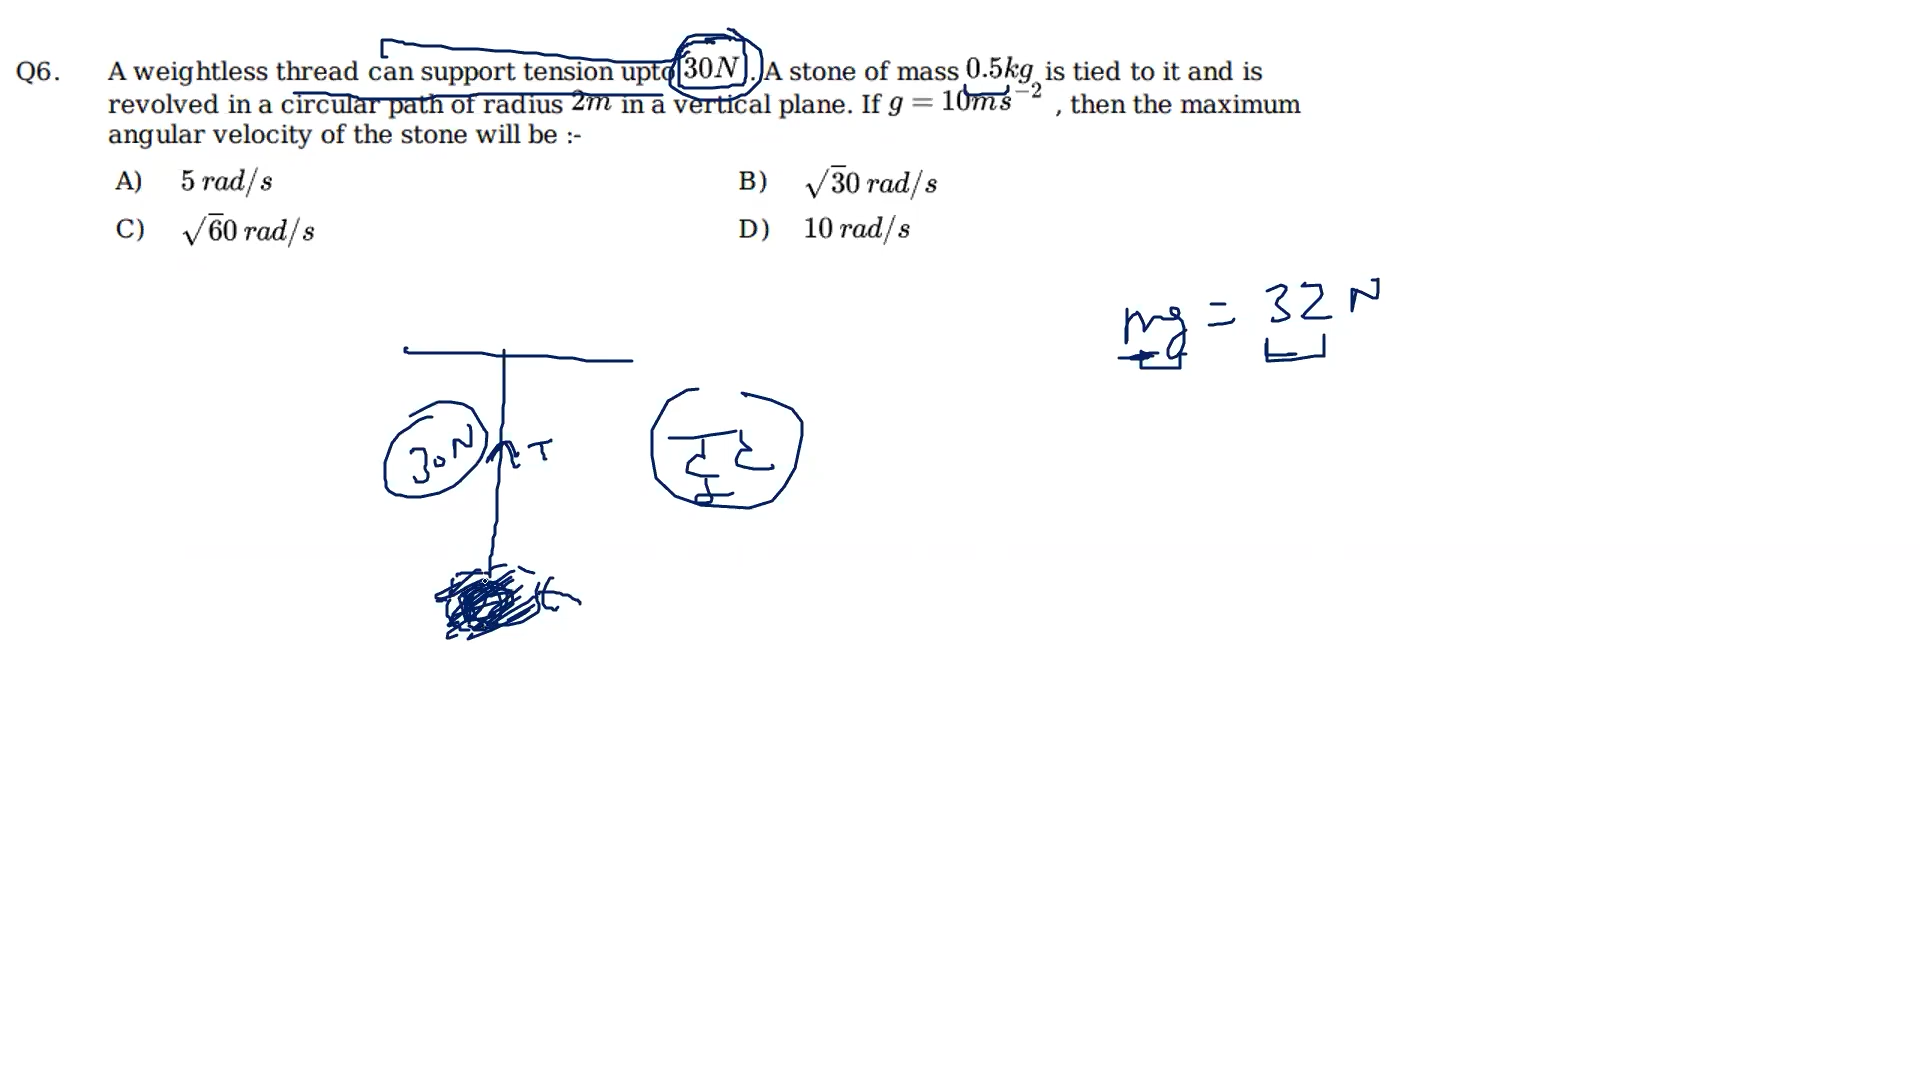 Q6. A weightless thread can support tension upto 30N. A stone of mass 0.5kg is tied to it and is
revolved in a circular path of radius 2m in a vertical plane. If g = 10ms⁻², then the maximum
angular velocity of the stone will be :-
A) 5 rad/s B) √30 rad/s
C) √60 rad/s D) 10 rad/s
mg = 32 N
30N T